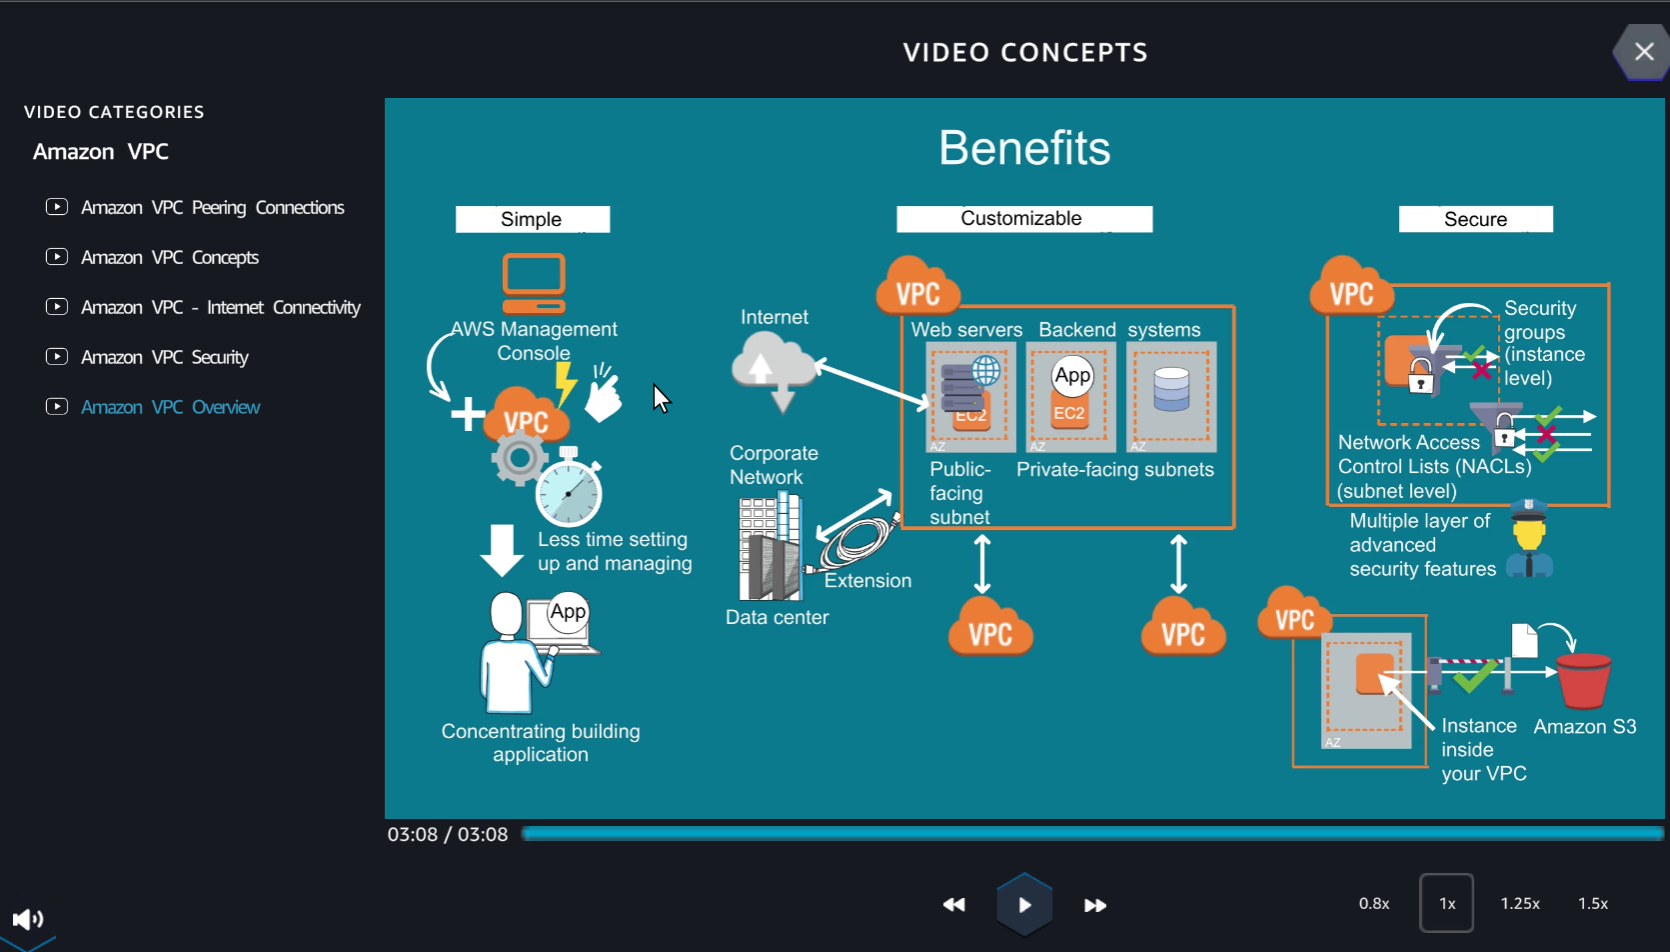 VIDEO CONCEPTS
VIDEO CATEGORIES
Amazon VPC
Amazon VPC Peering Connections
Amazon VPC Concepts
Amazon VPC - Internet Connectivity
Amazon VPC Security
Amazon VPC Overview
Benefits
Simple
AWS Management
Console
VPC
Less time setting
up and managing
App
Concentrating building
application
Customizable
VPC
Internet
Web servers
Backend systems
App
EC2
EC2
AZ
AZ
AZ
Public-
facing
subnet
Private-facing subnets
Corporate
Network
Extension
Data center
VPC
VPC
Secure
VPC
Security
groups
(instance
level)
Network Access
Control Lists (NACLs)
(subnet level)
Multiple layer of
advanced
security features
VPC
AZ
Instance
inside
your VPC
Amazon S3
03:08 / 03:08
0.8x
1x
1.25x
1.5x